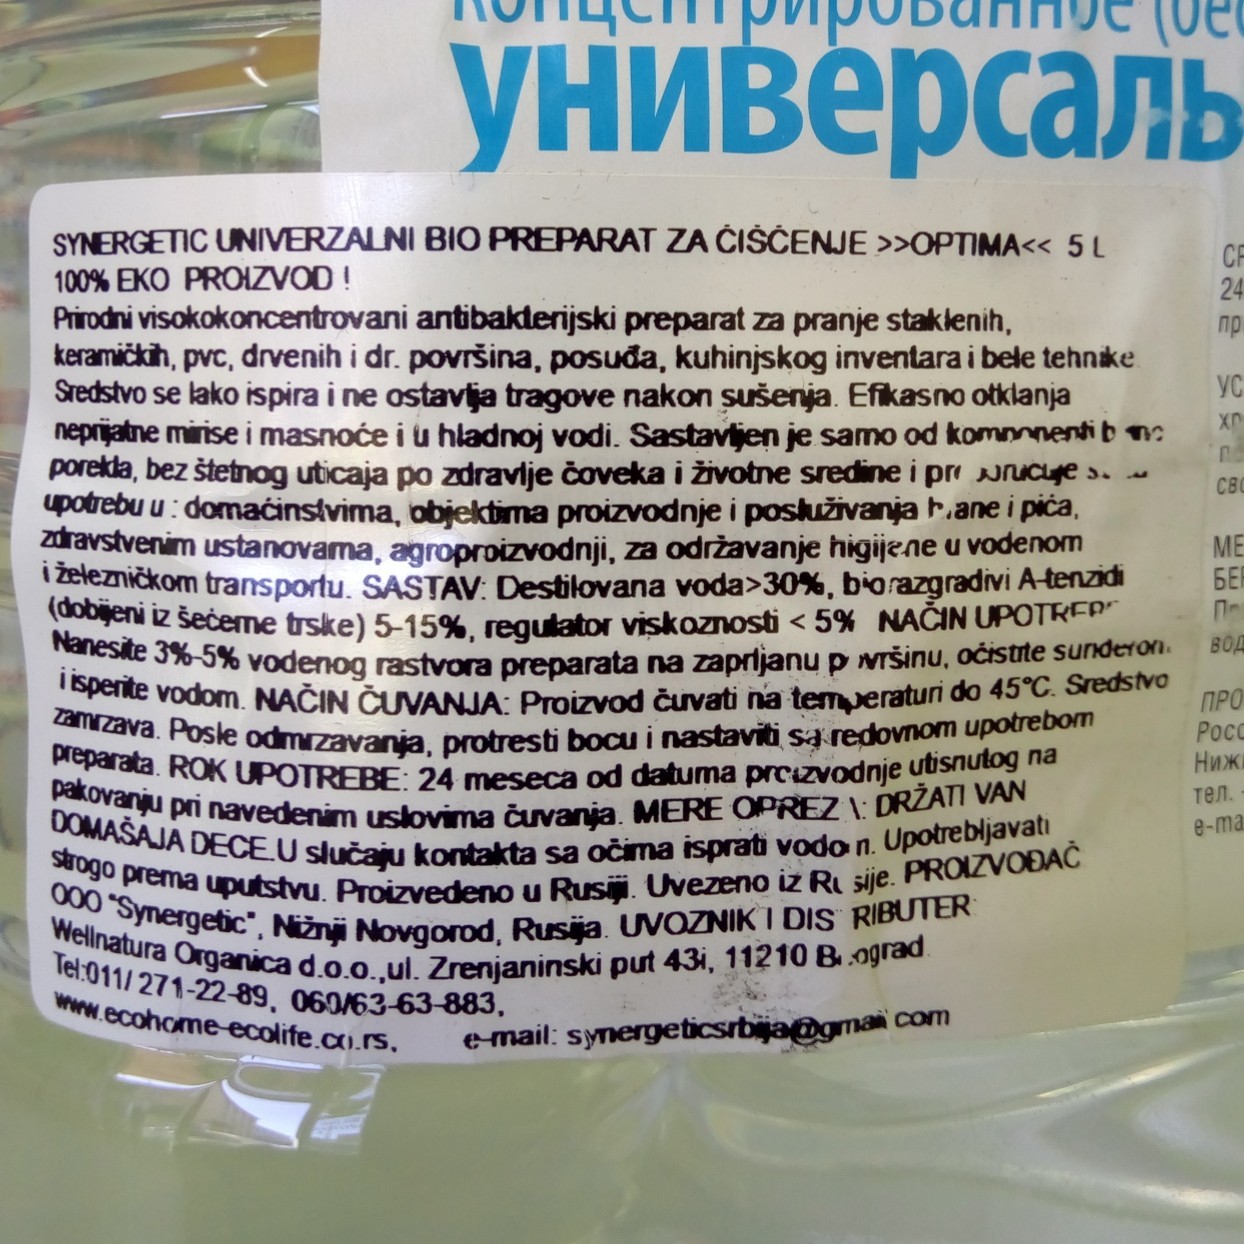 концентрированное
универсаль
SYNERGETIC UNIVERZALNI BIO PREPARAT ZA ČIŠĆENJE >>OPTIMA<< 5 L
100% EKO PROIZVOD !
Prirodni visokokoncentrovani antibakterijski preparat za pranje staklenih,
keramičkih, pvc, drvenih i dr. površina, posuđa, kuhinjskog inventara i bele tehnike.
Sredstvo se lako ispira i ne ostavlja tragove nakon sušenja. Efikasno otklanja
neprijatne mirise i masnoće i u hladnoj vodi. Sastavljen je samo od komponenti
porekla, bez štetnog uticaja po zdravlje čoveka i životne sredine i
upotrebu u : domaćinstvima, objektima proizvodnje i posluživanja hrane i pića,
zdravstvenim ustanovama, agroproizvodnji, za održavanje higijene u vodenom
i železničkom transportu. SASTAV: Destilovana voda>30%, biorazgradivi A-tenzidi
(dobijeni iz šećerne trske) 5-15%, regulator viskoznosti < 5% NAČIN
Nanesite 3%-5% vodenog rastvora preparata na zaprljanu površinu, očistite sunđerom
i isperite vodom. NAČIN ČUVANJA: Proizvod čuvati na temperaturi do 45°C. Sredstvo
zamrzava. Posle odmrzavanja, protresti bocu i nastaviti sa redovnom upotrebom
preparata. ROK UPOTREBE: 24 meseca od datuma proizvodnje utisnutog na
pakovanju pri navedenim uslovima čuvanja. MERE OPREZ \: DRŽATI VAN
DOMAŠAJA DECE.U slučaju kontakta sa očima isprati vodom. Upotrebljavati
strogo prema uputstvu. Proizvedeno u Rusiji. Uvezeno iz Rusije. PROIZVOĐAČ
OOO "Synergetic", Nižnji Novgorod, Rusija. UVOZNIK I DISTRIBUTER
Wellnatura Organica d.o.o.,ul. Zrenjaninski put 43i, 11210 Beograd.
Tel:011/ 271-22-89, 060/63-63-883,
www.ecohome-ecolife.co.rs, e-mail: synergeticsrbija@gmail com